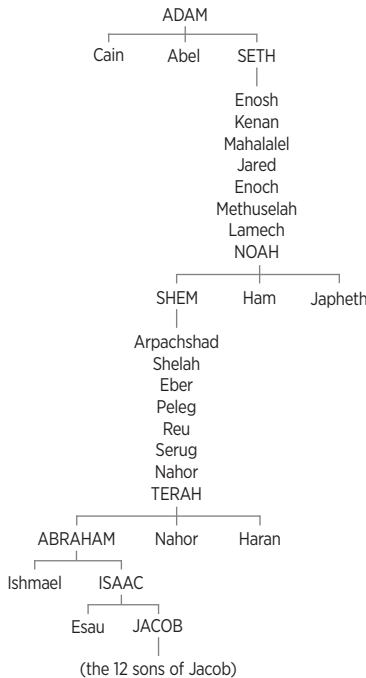 ADAM
Cain Abel SETH
Enosh
Kenan
Mahalalel
Jared
Enoch
Methuselah
Lamech
NOAH
SHEM Ham Japheth
Arpachshad
Shelah
Eber
Peleg
Reu
Serug
Nahor
TERAH
ABRAHAM Nahor Haran
Ishmael ISAAC
Esau JACOB
(the 12 sons of Jacob)